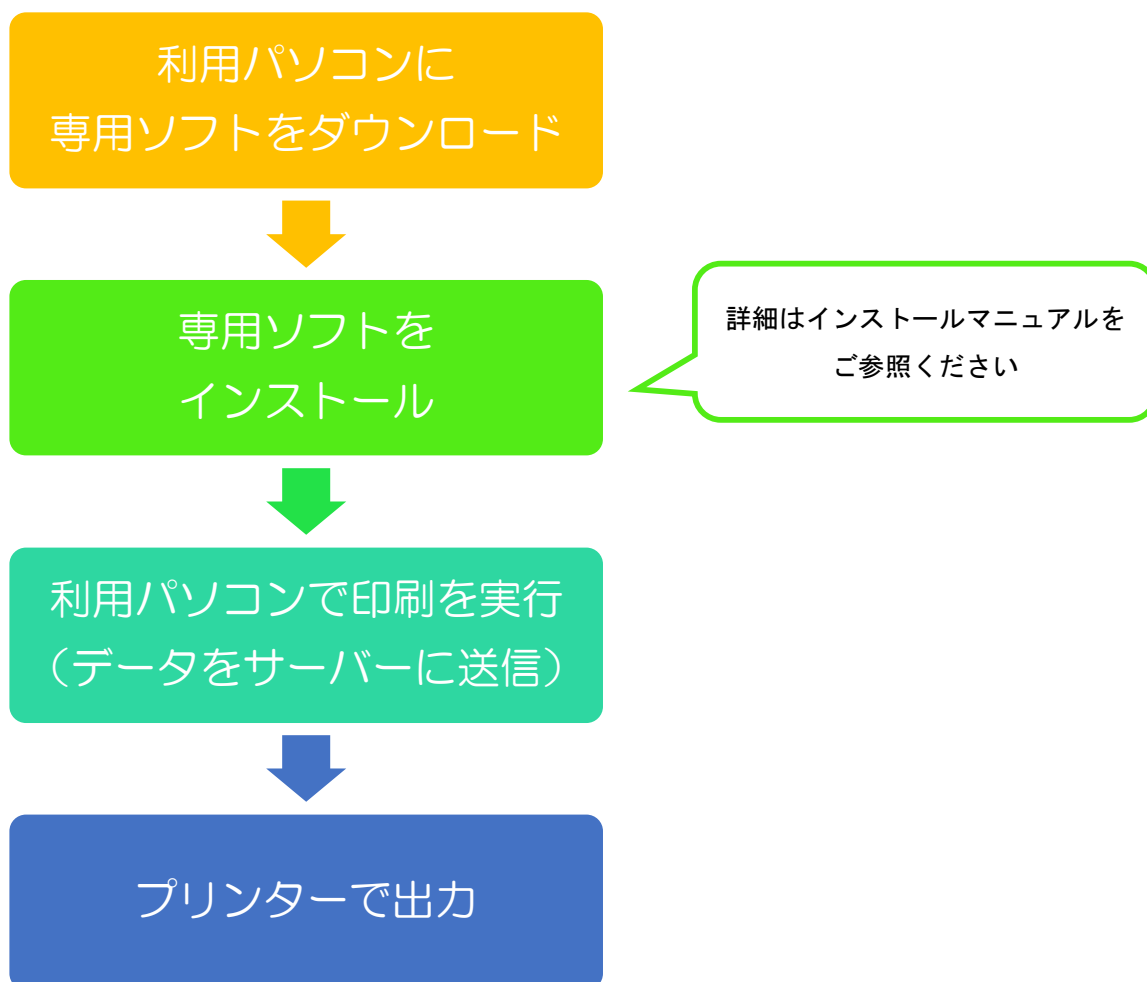 利用パソコンに
専用ソフトをダウンロード
専用ソフトを
インストール
詳細はインストールマニュアルを
ご参照ください
利用パソコンで印刷を実行
（データをサーバーに送信）
プリンターで出力